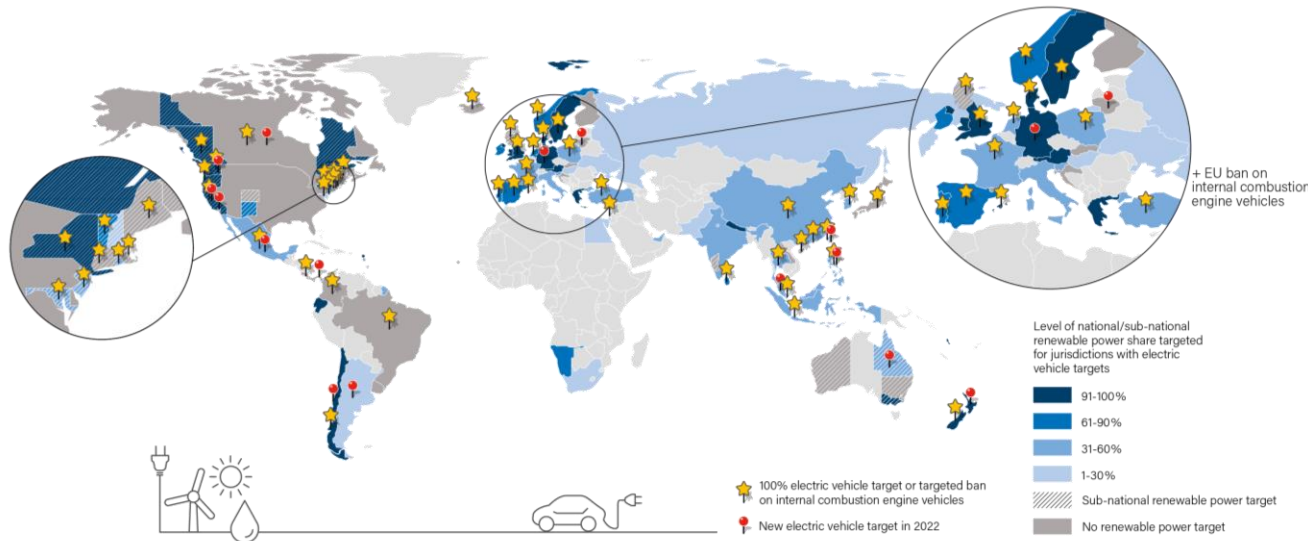 + EU ban on
internal combustion
engine vehicles
Level of national/sub-national
renewable power share targeted
for jurisdictions with electric
vehicle targets
91-100%
61-90%
31-60%
1-30%
Sub-national renewable power target
No renewable power target
100% electric vehicle target or targeted ban
on internal combustion engine vehicles
New electric vehicle target in 2022